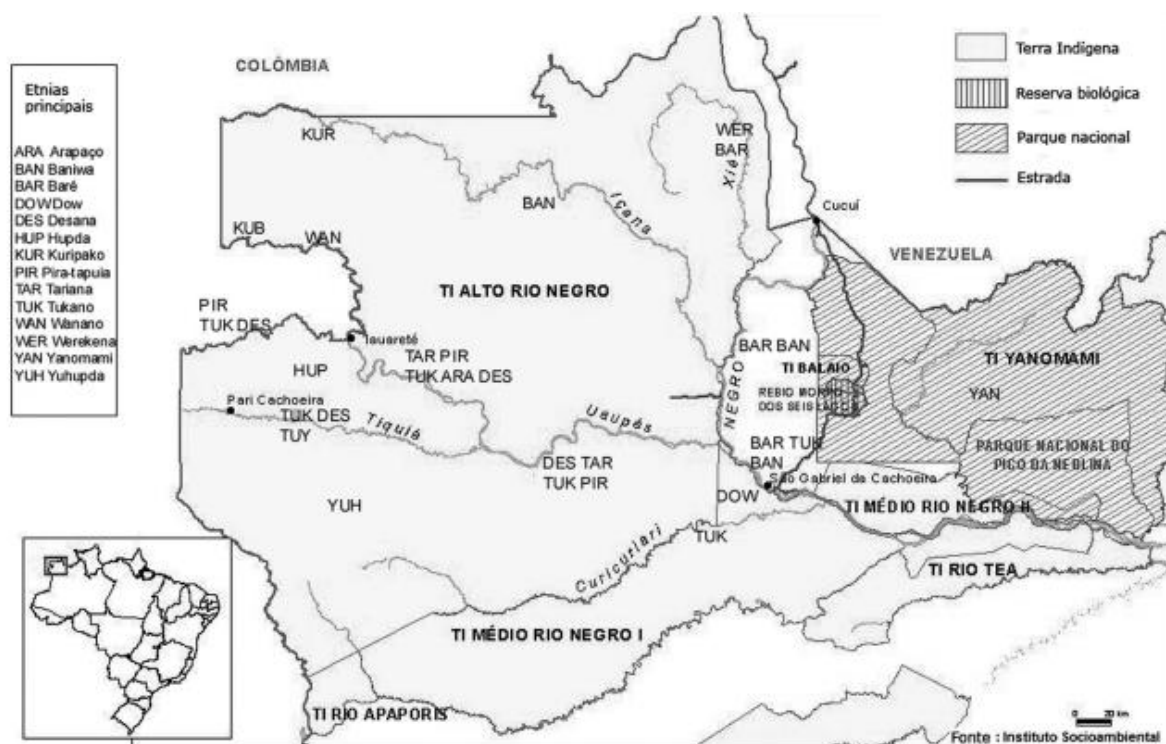 COLÔMBIA
Terra Indígena
Reserva biológica
Parque nacional
Estrada
Etnias
principais
ARA Arapaço
BAN Baniwa
BAR Baré
DOWDow
DES Desana
HUP Hupda
KUR Kuripako
PIR Pira-tapuia
TAR Tariana
TUK Tukano
WAN Wanano
WER Werekena
YAN Yanomami
YUH Yuhupda
KUR
WER
BAR
Xié
BAN
Içana
Cucuí
KUB
WAN
VENEZUELA
TI ALTO RIO NEGRO
PIR
TUK DES
Iauareté
BAR BAN
TI YANOMAMI
TAR PIR
TUK ARA DES
HUP
TI BALAIO
NEGRO
REBIO MORRO
DOS SEIS LAGOS
YAN
Pari Cachoeira
TUK DES
TUY
Tiquié
Uaupés
BAR TUK
BAN
PARQUE NACIONAL DO
PICO DA NEBLINA
DES TAR
TUK PIR
São Gabriel da Cachoeira
YUH
DOW
TI MÉDIO RIO NEGRO II
TUK
Curicuriari
TI RIO TEA
TI MÉDIO RIO NEGRO I
TI RIO APAPORIS
0 20 km
Fonte : Instituto Socioambiental